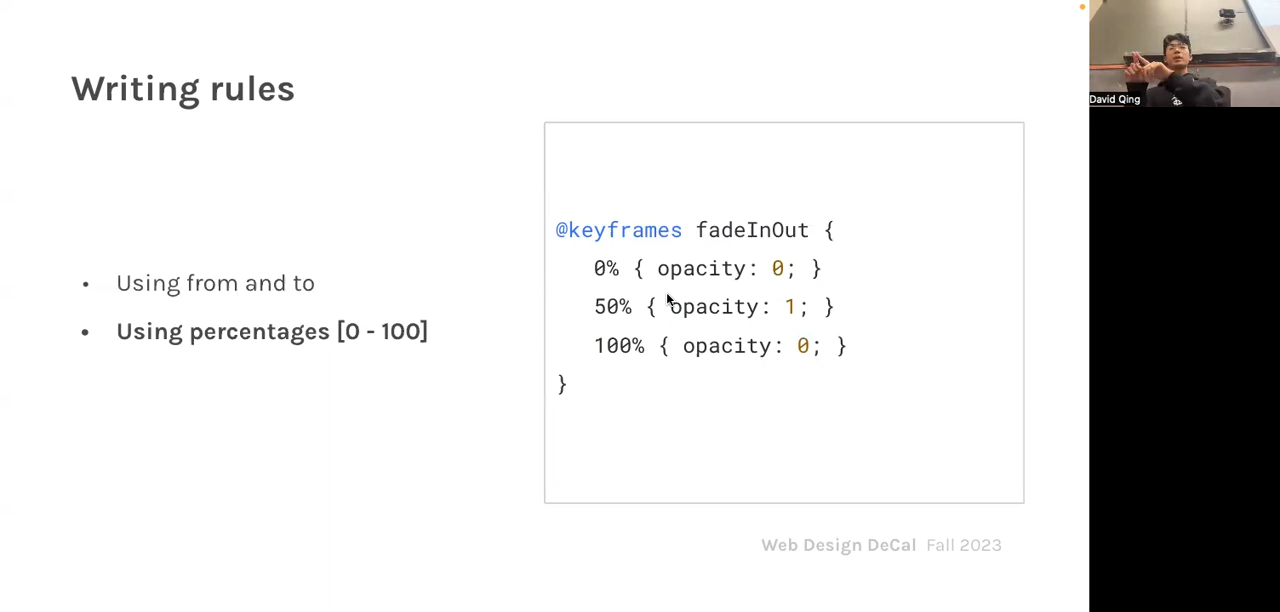 Writing rules
• Using from and to
• Using percentages [0 - 100]
@keyframes fadeInOut {
0% { opacity: 0; }
50% { opacity: 1; }
100% { opacity: 0; }
}
Web Design DeCal Fall 2023
David Qing